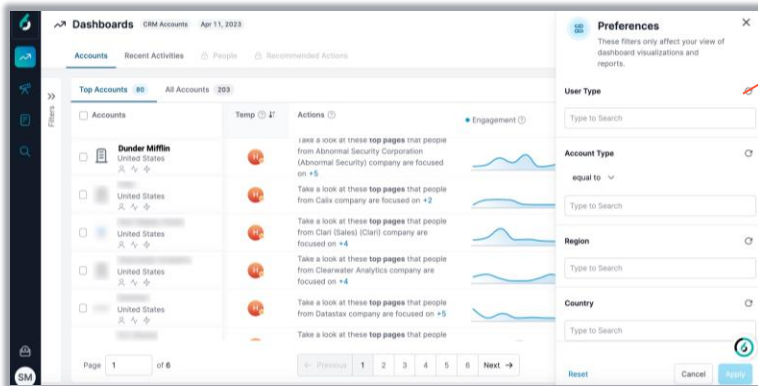 Dashboards CRM Accounts Apr 11, 2023
Accounts Recent Activities People Recommended Actions
Filters
Top Accounts 80 All Accounts 203
Accounts Temp Actions Engagement
Dunder Mifflin
United States
Take a look at these top pages that people
from Abnormal Security Corporation
(Abnormal Security) company are focused
on +5
H
United States
Take a look at these top pages that people
from Calix company are focused on +2
H
United States
Take a look at these top pages that people
from Clari (Sales) (Clari) company are
focused on +4
H
United States
Take a look at these top pages that people
from Clearwater Analytics company are
focused on +4
H
United States
Take a look at these top pages that people
from Datastax company are focused on +5
H
Take a look at these top pages that people
Page 1 of 6
← Previous 1 2 3 4 5 6 Next →
SM
Preferences
These filters only affect your view of
dashboard visualizations and
reports.
User Type
Type to Search
Account Type
equal to
Type to Search
Region
Type to Search
Country
Type to Search
Reset Cancel Apply